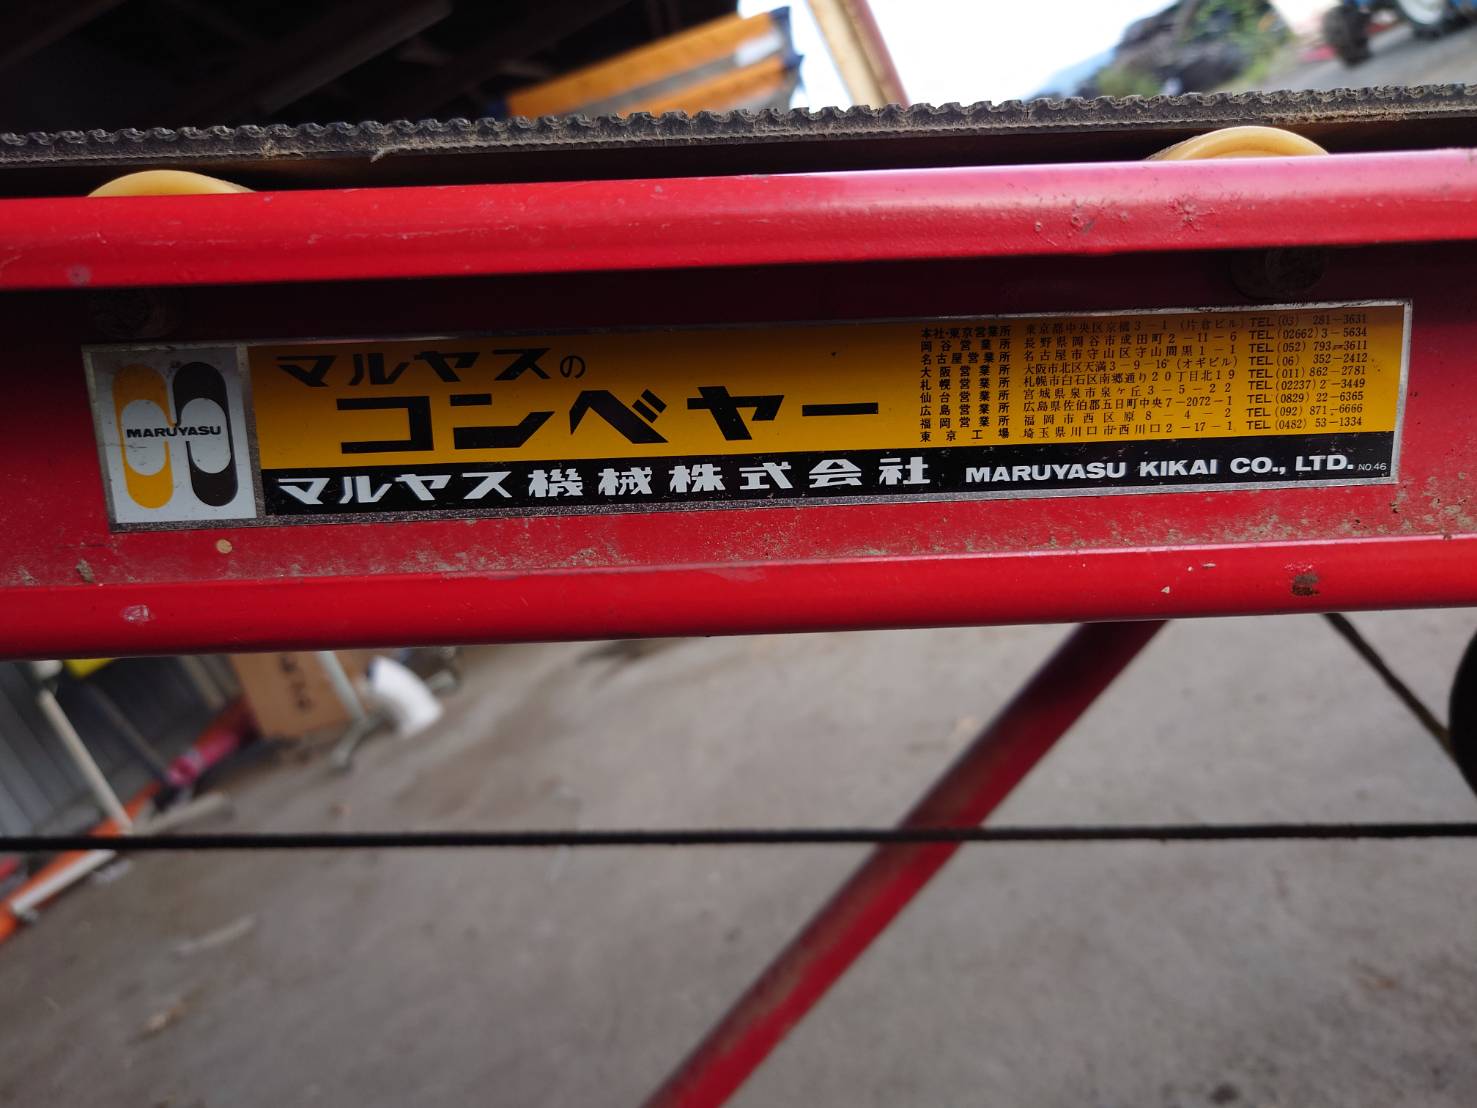 MARUYASU
マルヤスの
コンベヤー
本社・東京営業所 東京都中央区京橋3-1(片倉ビル) TEL(03) 281-3631
岡谷営業所 長野県岡谷市成田町2-11-6 TEL(02662)3-5634
名古屋営業所 名古屋市守山区守山間黒1-1 TEL(052)793-3611
大阪営業所 大阪市北区天満3-9-16(オギビル) TEL(06) 352-2412
札幌営業所 札幌市白石区南郷通り20丁目北19 TEL(011)862-2781
仙台営業所 宮城県泉市泉ヶ丘3-5-22 TEL(02237)2-3449
広島営業所 広島県佐伯郡五日町中央7-2072-1 TEL(0829)22-6365
福岡営業所 福岡市西区原8-4-2 TEL(092)871-6666
東京工場 埼玉県川口市西川口2-17-1 TEL(0482)53-1334
マルヤス機械株式会社 MARUYASU KIKAI CO., LTD. NO.46